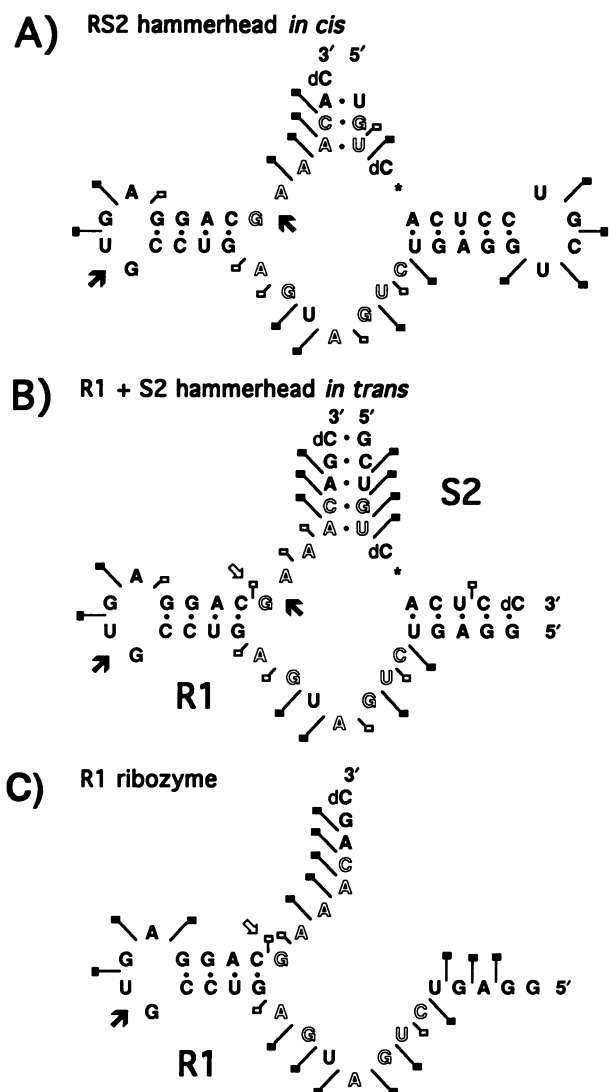 A) RS2 hammerhead in cis
3′ 5′
dC
A · U
C · G
A · U
A dC
A *
A G G A C G A C U C C U
G G
U C C U G U G A G G C
G A C U
G U
U G
A
B) R1 + S2 hammerhead in trans
3′ 5′
dC · G
G · C
A · U S2
C · G
A · U
A dC
A *
A
G G G A C G A C U C dC 3′
U C C U G U G A G G 5′
G A C
R1 G U
U G
A
C) R1 ribozyme
3′
dC
G
A
C
A
A
A A
G G G A C G
U C C U G U G A G G 5′
G A C
R1 G U
U G
A